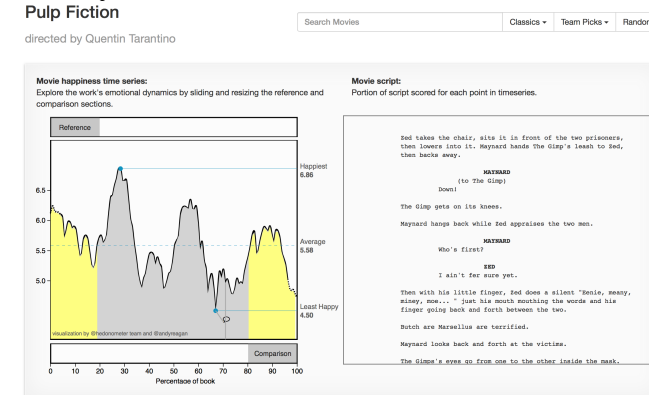 Pulp Fiction
directed by Quentin Tarantino
Search Movies
Classics
Team Picks
Random
Movie happiness time series:
Explore the work's emotional dynamics by sliding and resizing the reference and
comparison sections.
Reference
Happiest
6.86
6.5
6.0
5.5
5.0
Average
5.58
Least Happy
4.50
visualization by @hedonometer team and @andyreagan
Comparison
0 10 20 30 40 50 60 70 80 90 100
Percentage of book
Movie script:
Portion of script scored for each point in timeseries.
Zed takes the chair, sits it in front of the two prisoners,
then lowers into it. Maynard hands The Gimp's leash to Zed,
then backs away.
MAYNARD
(to The Gimp)
Down!
The Gimp gets on its knees.
Maynard hangs back while Zed appraises the two men.
MAYNARD
Who's first?
ZED
I ain't fer sure yet.
Then with his little finger, Zed does a silent "Eenie, meany,
miney, moe... " just his mouth mouthing the words and his
finger going back and forth between the two.
Butch are Marsellus are terrified.
Maynard looks back and forth at the victims.
The Gimps's eyes go from one to the other inside the mask.